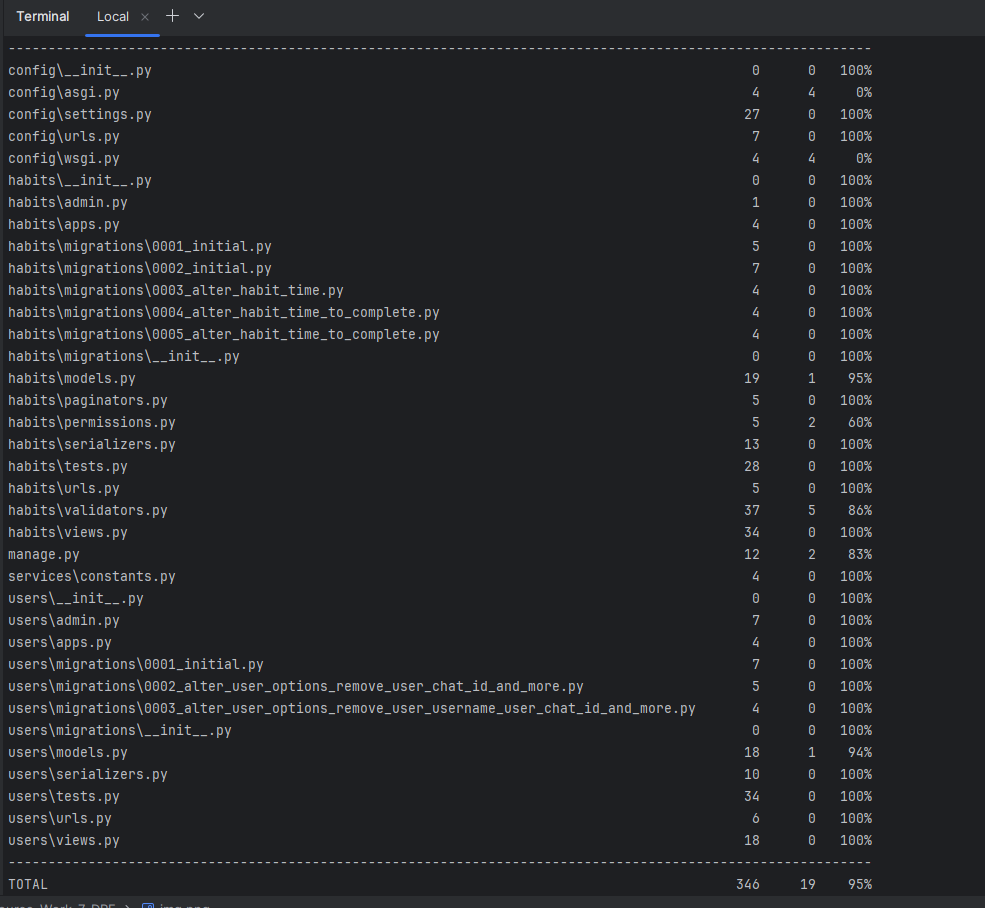 Terminal Local × +
--------------------------------------------------------------------------------------------------------------
config\__init__.py 0 0 100%
config\asgi.py 4 4 0%
config\settings.py 27 0 100%
config\urls.py 7 0 100%
config\wsgi.py 4 4 0%
habits\__init__.py 0 0 100%
habits\admin.py 1 0 100%
habits\apps.py 4 0 100%
habits\migrations\0001_initial.py 5 0 100%
habits\migrations\0002_initial.py 7 0 100%
habits\migrations\0003_alter_habit_time.py 4 0 100%
habits\migrations\0004_alter_habit_time_to_complete.py 4 0 100%
habits\migrations\0005_alter_habit_time_to_complete.py 4 0 100%
habits\migrations\__init__.py 0 0 100%
habits\models.py 19 1 95%
habits\paginators.py 5 0 100%
habits\permissions.py 5 2 60%
habits\serializers.py 13 0 100%
habits\tests.py 28 0 100%
habits\urls.py 5 0 100%
habits\validators.py 37 5 86%
habits\views.py 34 0 100%
manage.py 12 2 83%
services\constants.py 4 0 100%
users\__init__.py 0 0 100%
users\admin.py 7 0 100%
users\apps.py 4 0 100%
users\migrations\0001_initial.py 7 0 100%
users\migrations\0002_alter_user_options_remove_user_chat_id_and_more.py 5 0 100%
users\migrations\0003_alter_user_options_remove_user_username_user_chat_id_and_more.py 4 0 100%
users\migrations\__init__.py 0 0 100%
users\models.py 18 1 94%
users\serializers.py 10 0 100%
users\tests.py 34 0 100%
users\urls.py 6 0 100%
users\views.py 18 0 100%
--------------------------------------------------------------------------------------------------------------
TOTAL 346 19 95%